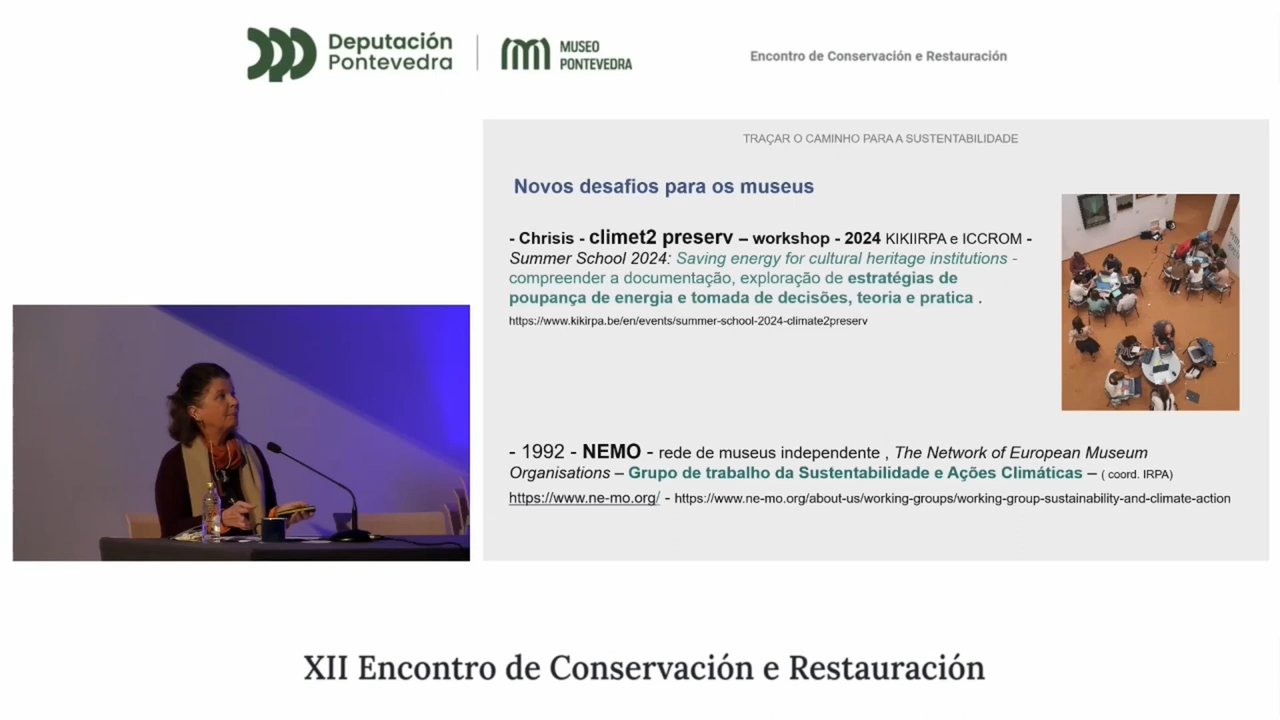 Deputación
Pontevedra
MUSEO
PONTEVEDRA
Encontro de Conservación e Restauración
TRAÇAR O CAMINHO PARA A SUSTENTABILIDADE
Novos desafios para os museus
- Chrisis - climet2 preserv – workshop - 2024 KIKIIRPA e ICCROM -
Summer School 2024: Saving energy for cultural heritage institutions -
compreender a documentação, exploração de estratégias de
poupança de energia e tomada de decisões, teoria e pratica .
https://www.kikirpa.be/en/events/summer-school-2024-climate2preserv
- 1992 - NEMO - rede de museus independente , The Network of European Museum
Organisations – Grupo de trabalho da Sustentabilidade e Ações Climáticas – ( coord. IRPA)
https://www.ne-mo.org/ - https://www.ne-mo.org/about-us/working-groups/working-group-sustainability-and-climate-action
XII Encontro de Conservación e Restauración